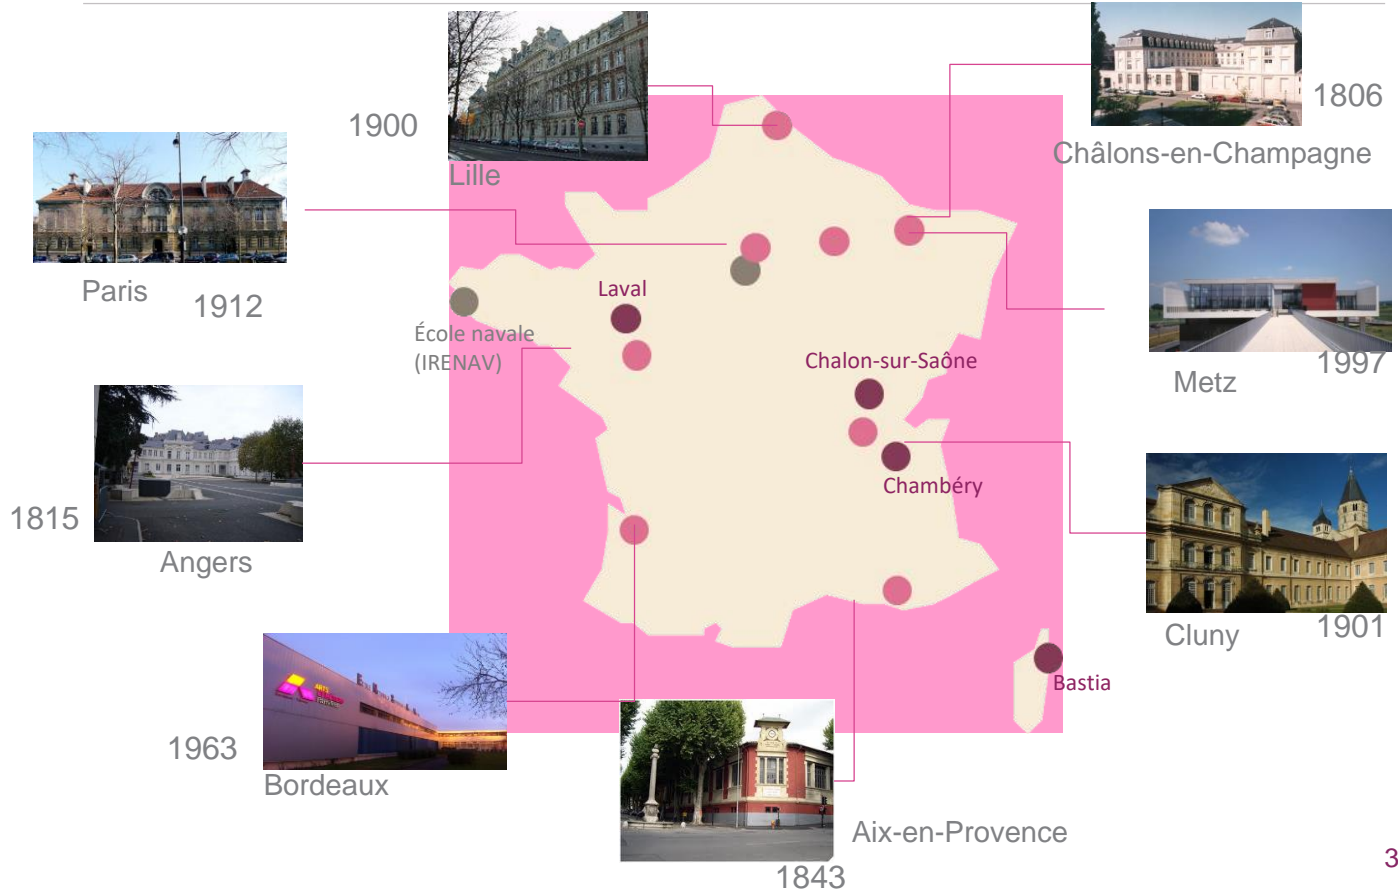 1806
1900
Châlons-en-Champagne
Lille
Paris
1912
Laval
École navale
(IRENAV)
Chalon-sur-Saône
1997
Metz
Chambéry
1815
Angers
1901
Cluny
Bastia
ARTS
1963
Bordeaux
Aix-en-Provence
1843
3